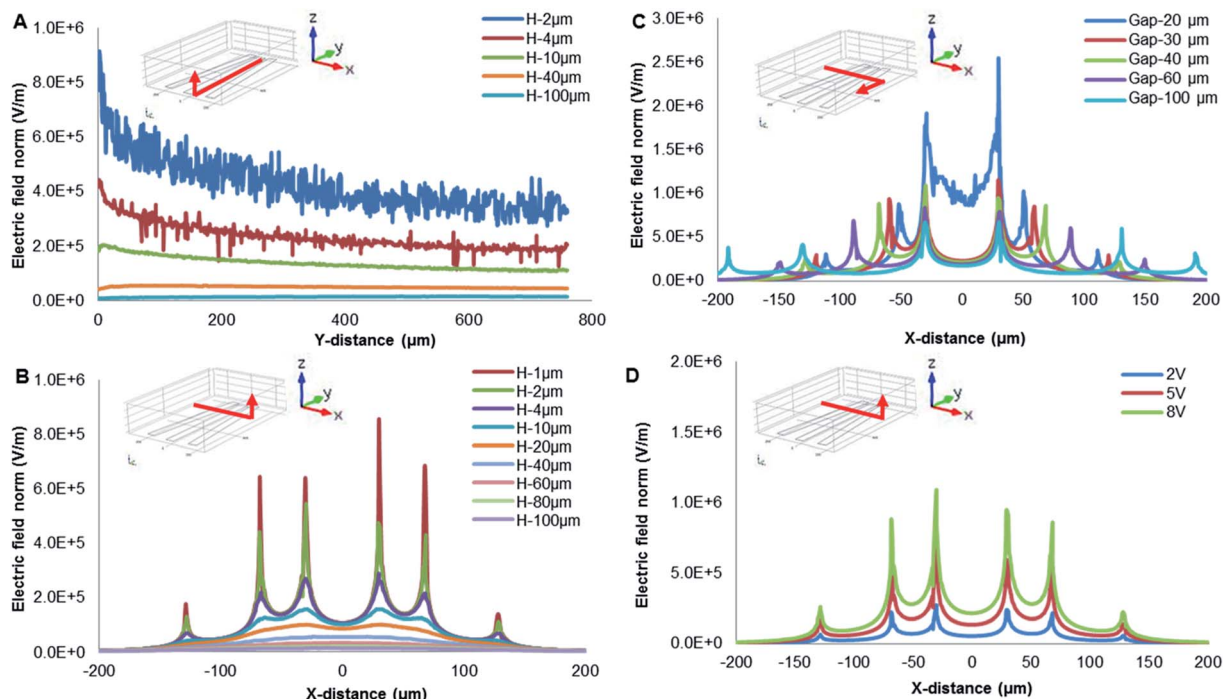 A
1.0E+6
8.0E+5
6.0E+5
4.0E+5
2.0E+5
0.0E+0
Electric field norm (V/m)
z
y
x
H-2µm
H-4µm
H-10µm
H-40µm
H-100µm
0
200
400
600
800
Y-distance (µm)
C
3.0E+6
2.5E+6
2.0E+6
1.5E+6
1.0E+6
5.0E+5
0.0E+0
Electric field norm (V/m)
z
y
x
Gap-20 µm
Gap-30 µm
Gap-40 µm
Gap-60 µm
Gap-100 µm
-200
-150
-100
-50
0
50
100
150
200
X-distance (µm)
B
1.0E+6
8.0E+5
6.0E+5
4.0E+5
2.0E+5
0.0E+0
Electric field norm (V/m)
z
y
x
H-1µm
H-2µm
H-4µm
H-10µm
H-20µm
H-40µm
H-60µm
H-80µm
H-100µm
-200
-100
0
100
200
X-distance (µm)
D
2.0E+6
1.5E+6
1.0E+6
5.0E+5
0.0E+0
Electric field norm (V/m)
z
y
x
2V
5V
8V
-200
-150
-100
-50
0
50
100
150
200
X-distance (µm)